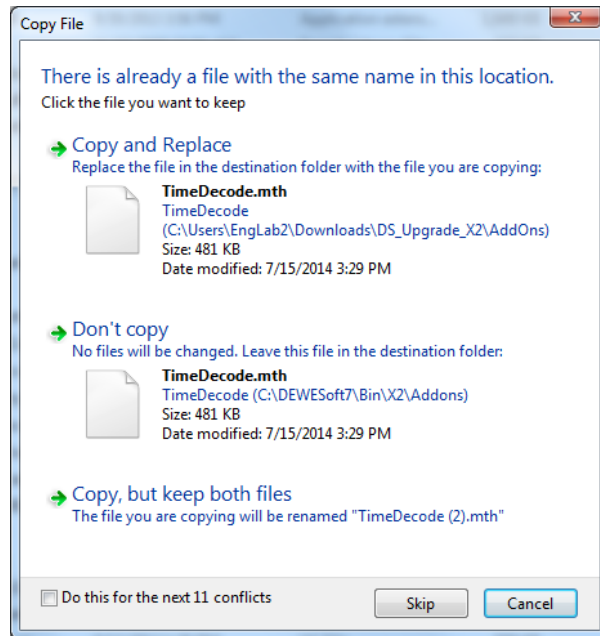 Copy File
There is already a file with the same name in this location.
Click the file you want to keep
Copy and Replace
Replace the file in the destination folder with the file you are copying:
TimeDecode.mth
TimeDecode
(C:\Users\EngLab2\Downloads\DS_Upgrade_X2\AddOns)
Size: 481 KB
Date modified: 7/15/2014 3:29 PM
Don't copy
No files will be changed. Leave this file in the destination folder:
TimeDecode.mth
TimeDecode (C:\DEWESoft7\Bin\X2\Addons)
Size: 481 KB
Date modified: 7/15/2014 3:29 PM
Copy, but keep both files
The file you are copying will be renamed "TimeDecode (2).mth"
Do this for the next 11 conflicts
Skip
Cancel